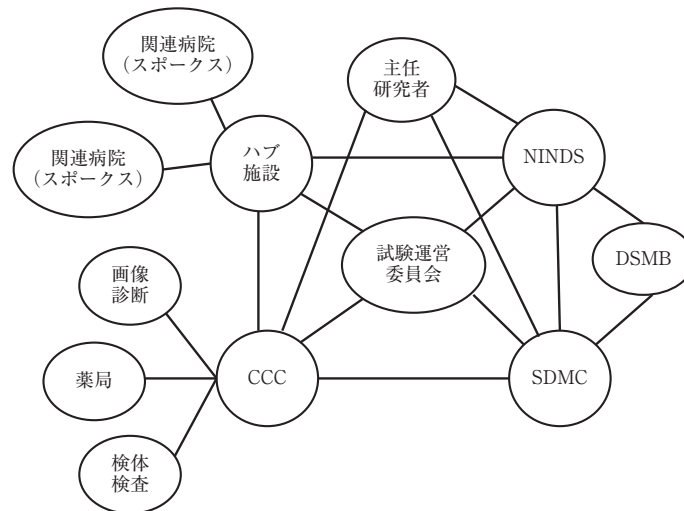 関連病院
（スポークス）
主任
研究者
関連病院
（スポークス）
ハブ
施設
NINDS
試験運営
委員会
DSMB
画像
診断
薬局
CCC
SDMC
検体
検査